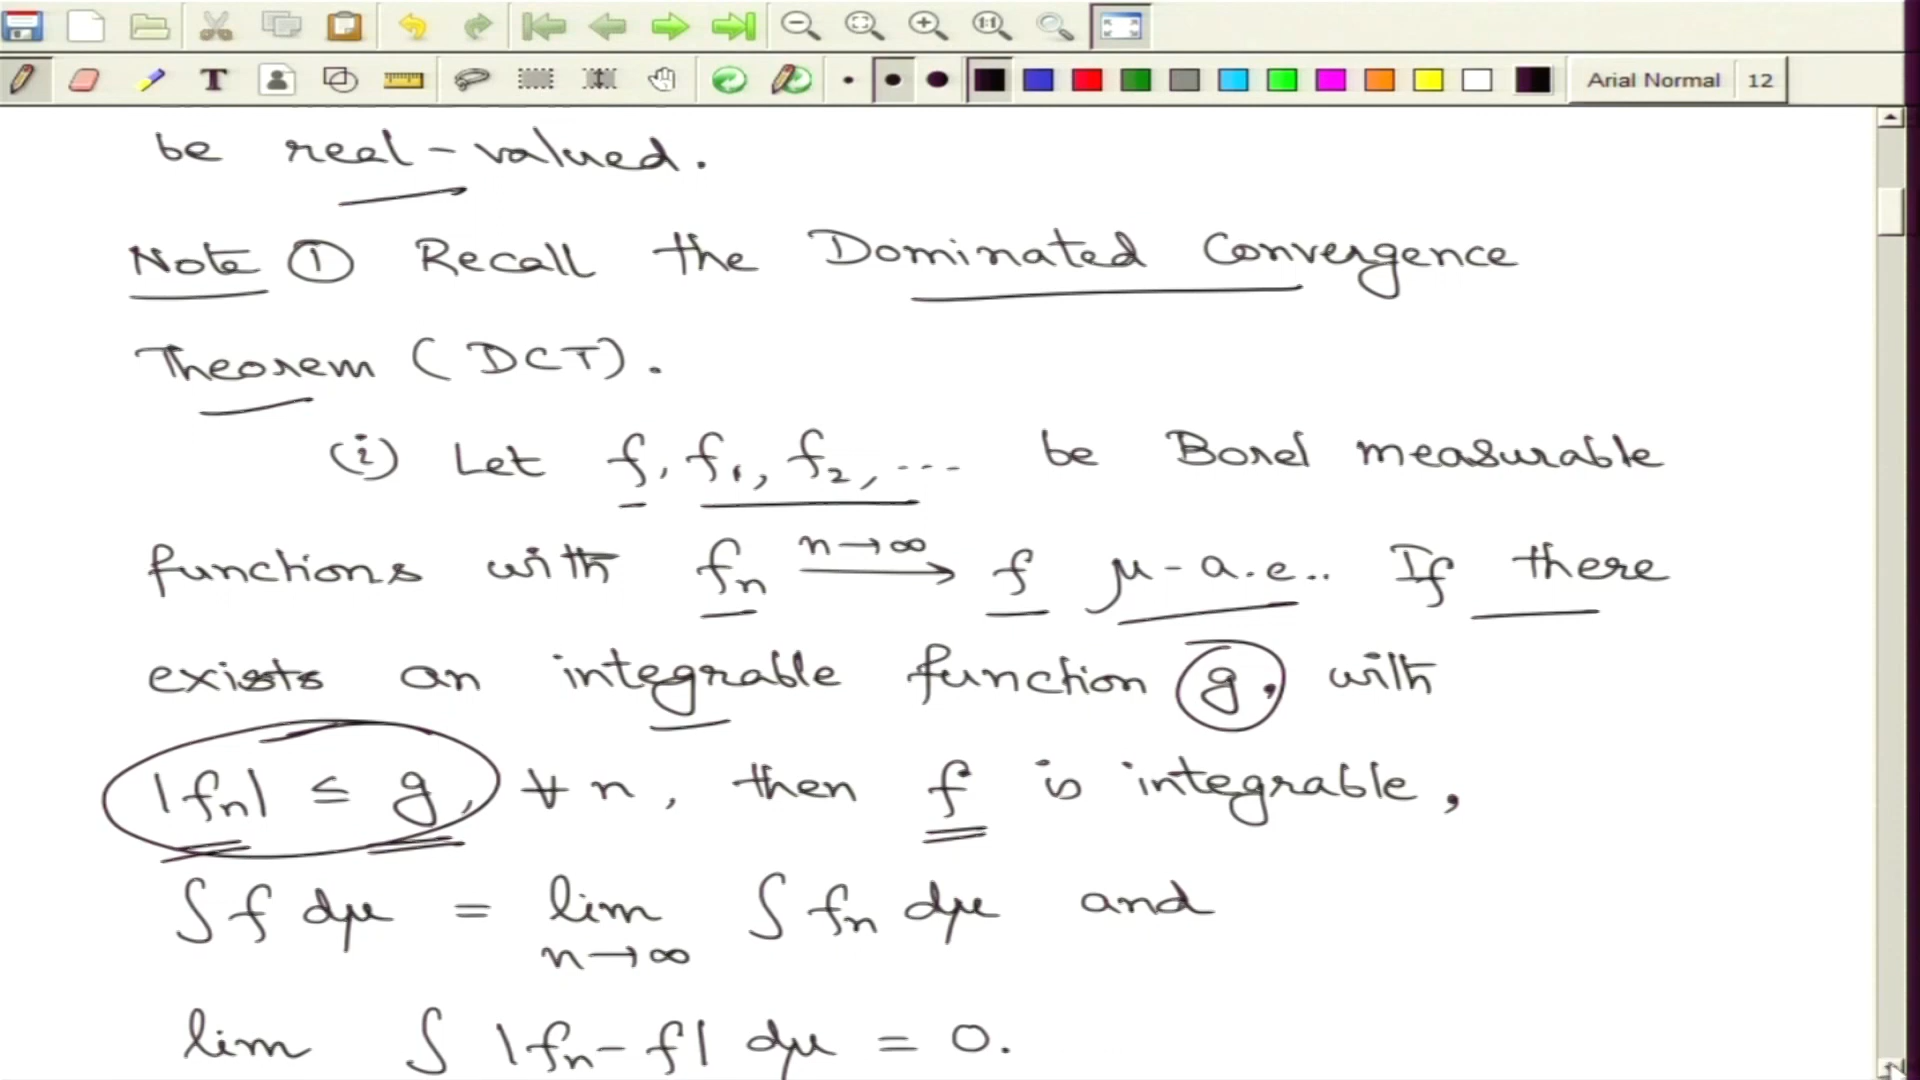 Arial Normal 12
be real-valued.
Note ① Recall the Dominated Convergence
Theorem (DCT).
(i) Let f, f₁, f₂, ... be Borel measurable
functions with fₙ n→∞ → f μ-a.e.. If there
exists an integrable function g, with
|fₙ| ≤ g, ∀ n, then f is integrable,
∫ f dμ = lim n→∞ ∫ fₙ dμ and
lim ∫ |fₙ - f| dμ = 0.